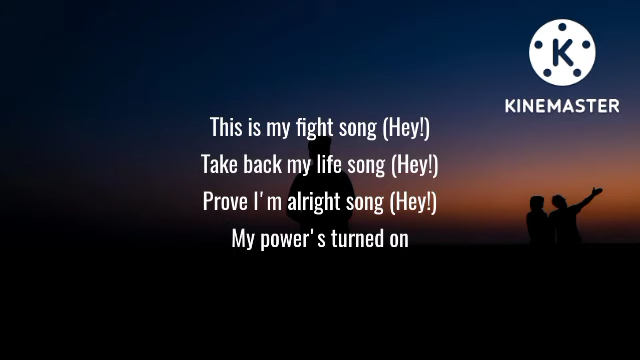 KINEMASTER
This is my fight song (Hey!)
Take back my life song (Hey!)
Prove I'm alright song (Hey!)
My power's turned on